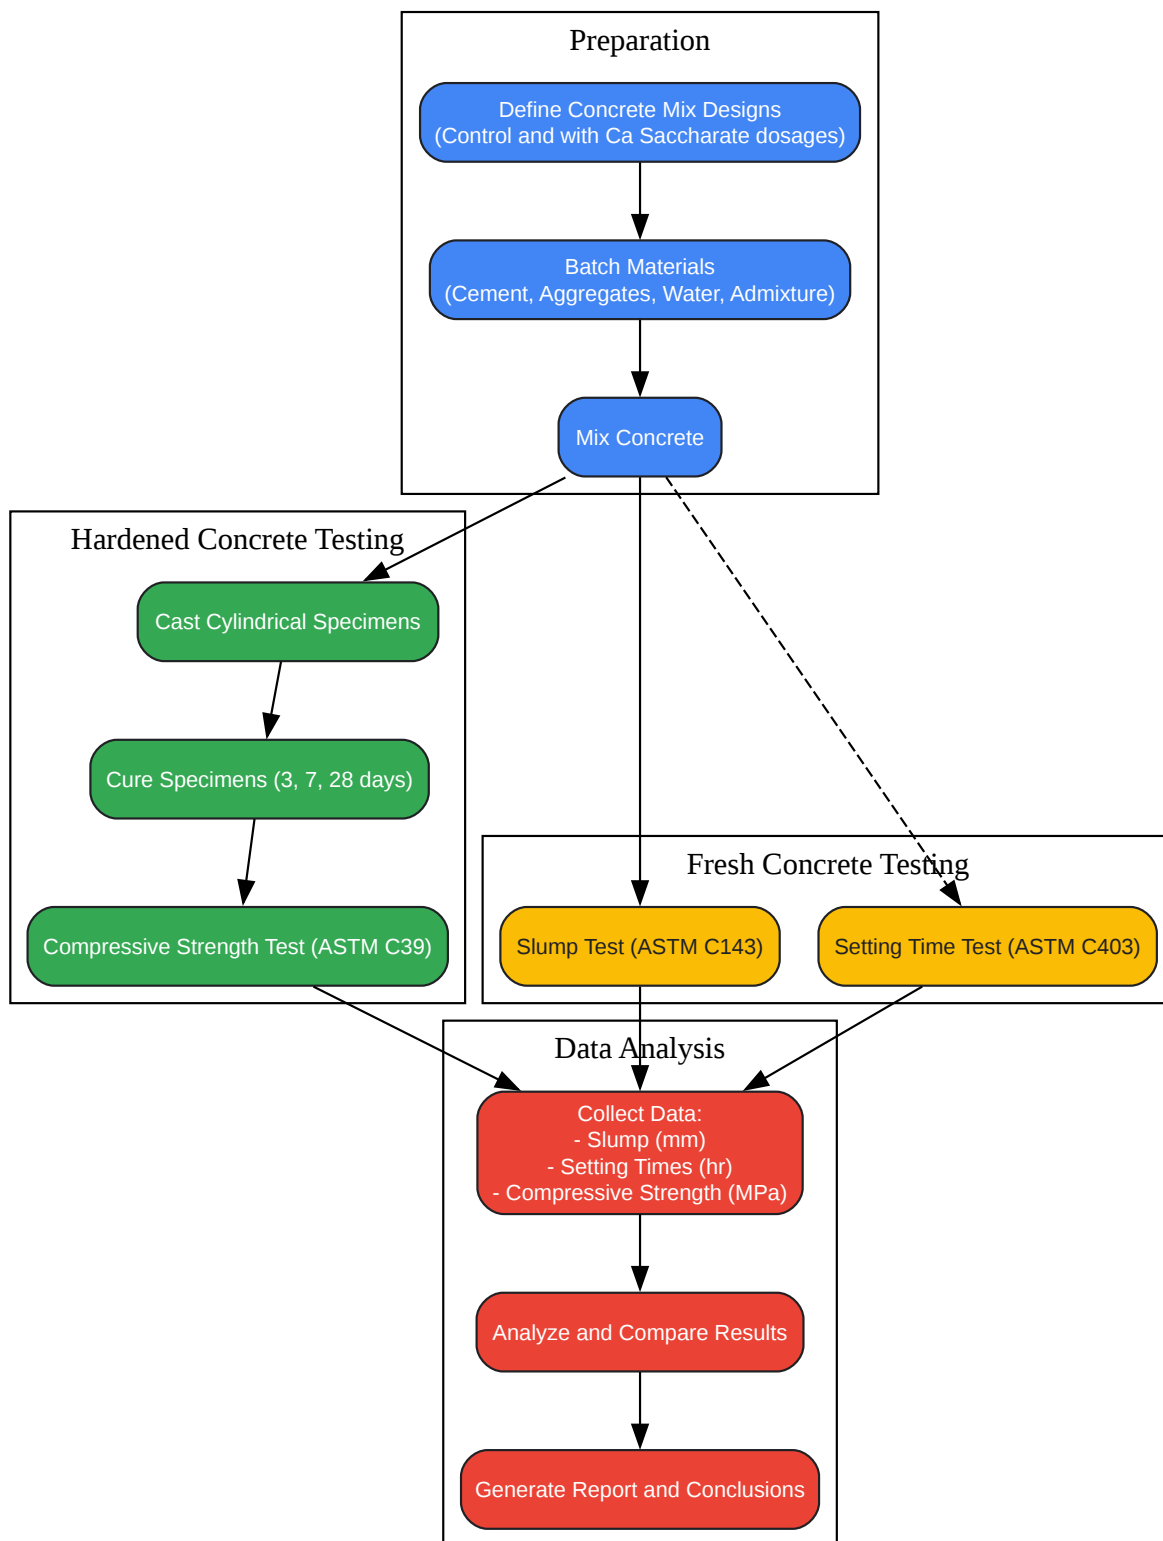 Preparation
Define Concrete Mix Designs
(Control and with Ca Saccharate dosages)
Batch Materials
(Cement, Aggregates, Water, Admixture)
Mix Concrete
Hardened Concrete Testing
Cast Cylindrical Specimens
Cure Specimens (3, 7, 28 days)
Compressive Strength Test (ASTM C39)
Fresh Concrete Testing
Slump Test (ASTM C143)
Setting Time Test (ASTM C403)
Data Analysis
Collect Data:
- Slump (mm)
- Setting Times (hr)
- Compressive Strength (MPa)
Analyze and Compare Results
Generate Report and Conclusions